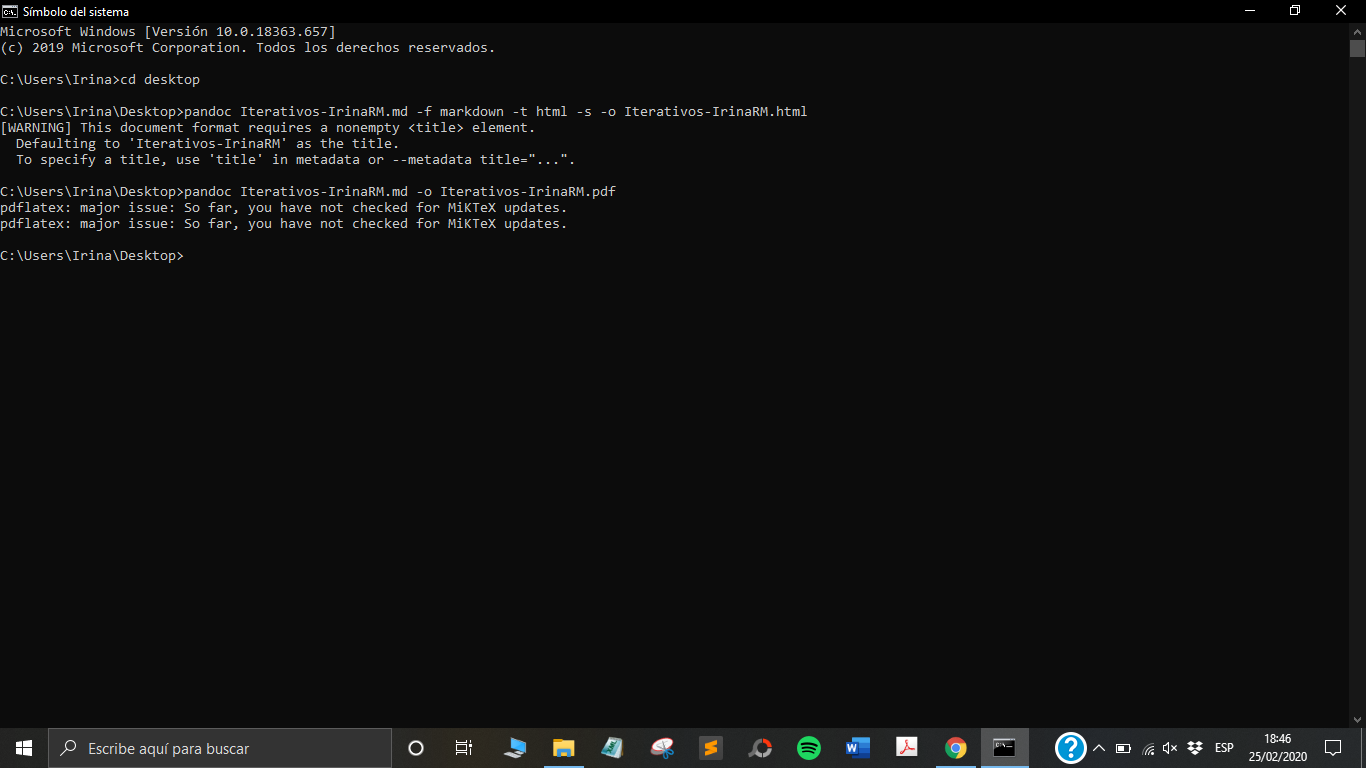 Símbolo del sistema
Microsoft Windows [Versión 10.0.18363.657]
(c) 2019 Microsoft Corporation. Todos los derechos reservados.
C:\Users\Irina>cd desktop
C:\Users\Irina\Desktop>pandoc Iterativos-IrinaRM.md -f markdown -t html -s -o Iterativos-IrinaRM.html
[WARNING] This document format requires a nonempty <title> element.
  Defaulting to 'Iterativos-IrinaRM' as the title.
  To specify a title, use 'title' in metadata or --metadata title="...".
C:\Users\Irina\Desktop>pandoc Iterativos-IrinaRM.md -o Iterativos-IrinaRM.pdf
pdflatex: major issue: So far, you have not checked for MiKTeX updates.
pdflatex: major issue: So far, you have not checked for MiKTeX updates.
C:\Users\Irina\Desktop>
Escribe aquí para buscar
ESP
18:46
25/02/2020